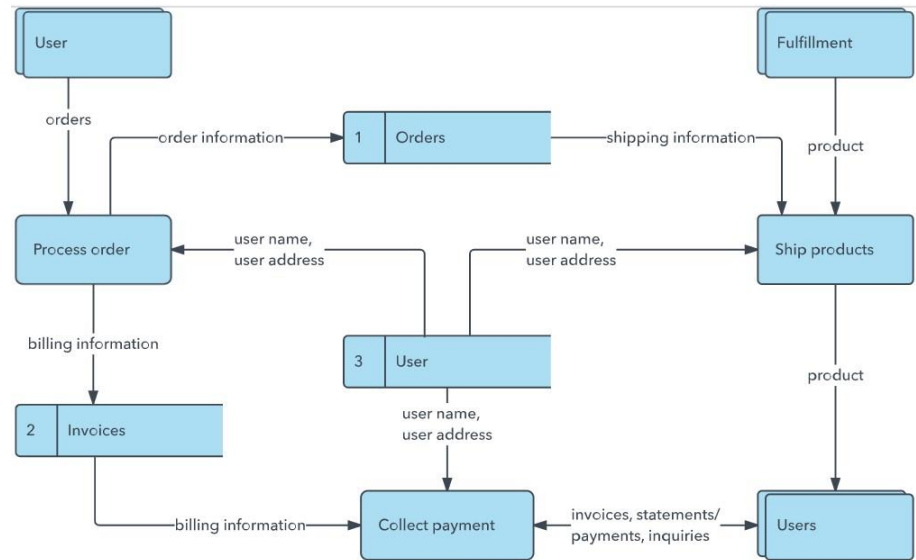 User
Fulfillment
orders
order information
1
Orders
shipping information
product
Process order
user name,
user address
user name,
user address
Ship products
billing information
3
User
product
2
Invoices
user name,
user address
billing information
Collect payment
invoices, statements/
payments, inquiries
Users